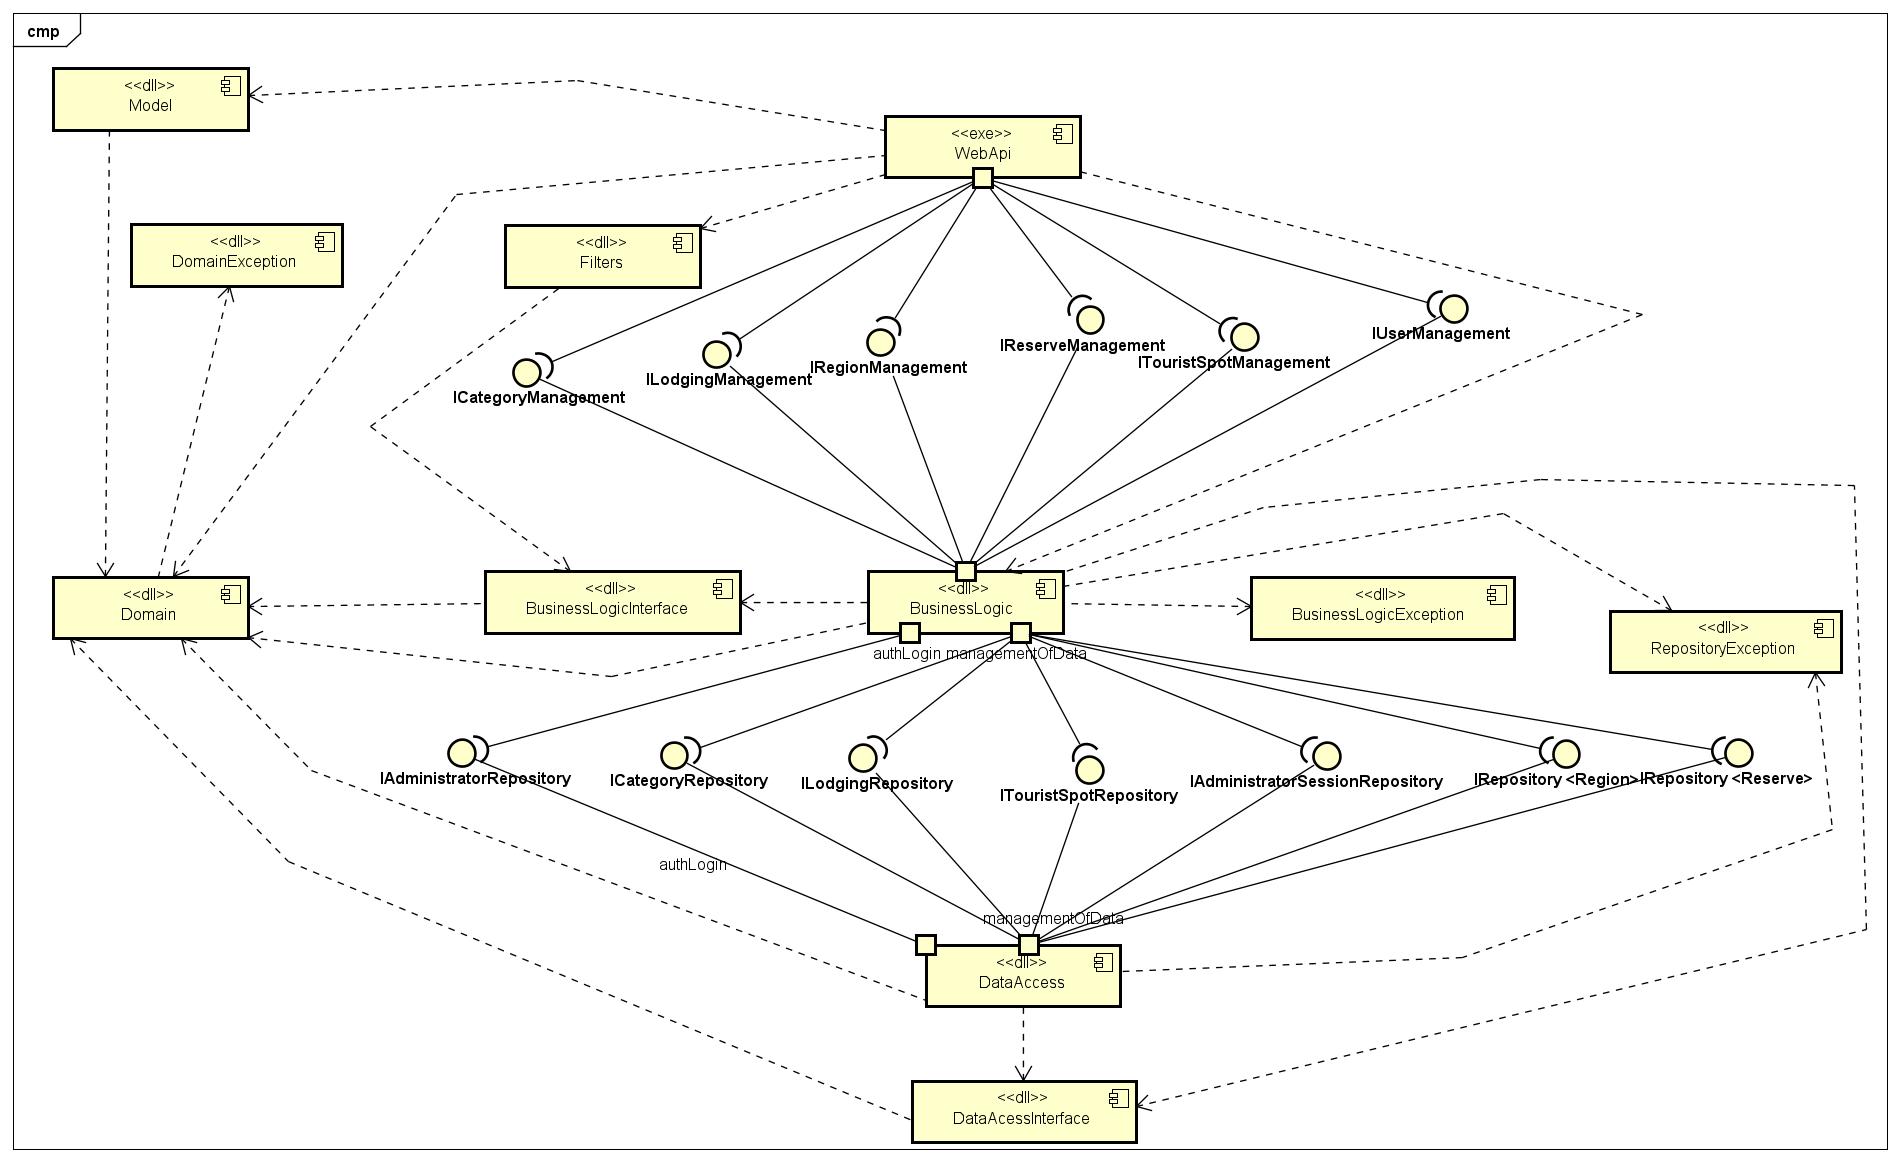 cmp
<<dll>>
Model
<<exe>>
WebApi
<<dll>>
DomainException
<<dll>>
Filters
ICategoryManagement
ILodgingManagement
IRegionManagement
IReserveManagement
ITouristSpotManagement
IUserManagement
<<dll>>
Domain
<<dll>>
BusinessLogicInterface
<<dll>>
BusinessLogic
<<dll>>
BusinessLogicException
<<dll>>
RepositoryException
authLogin
managementOfData
IAdministratorRepository
ICategoryRepository
ILodgingRepository
ITouristSpotRepository
IAdministratorSessionRepository
IRepository <Region>
IRepository <Reserve>
authLogin
managementOfData
<<dll>>
DataAccess
<<dll>>
DataAcessInterface